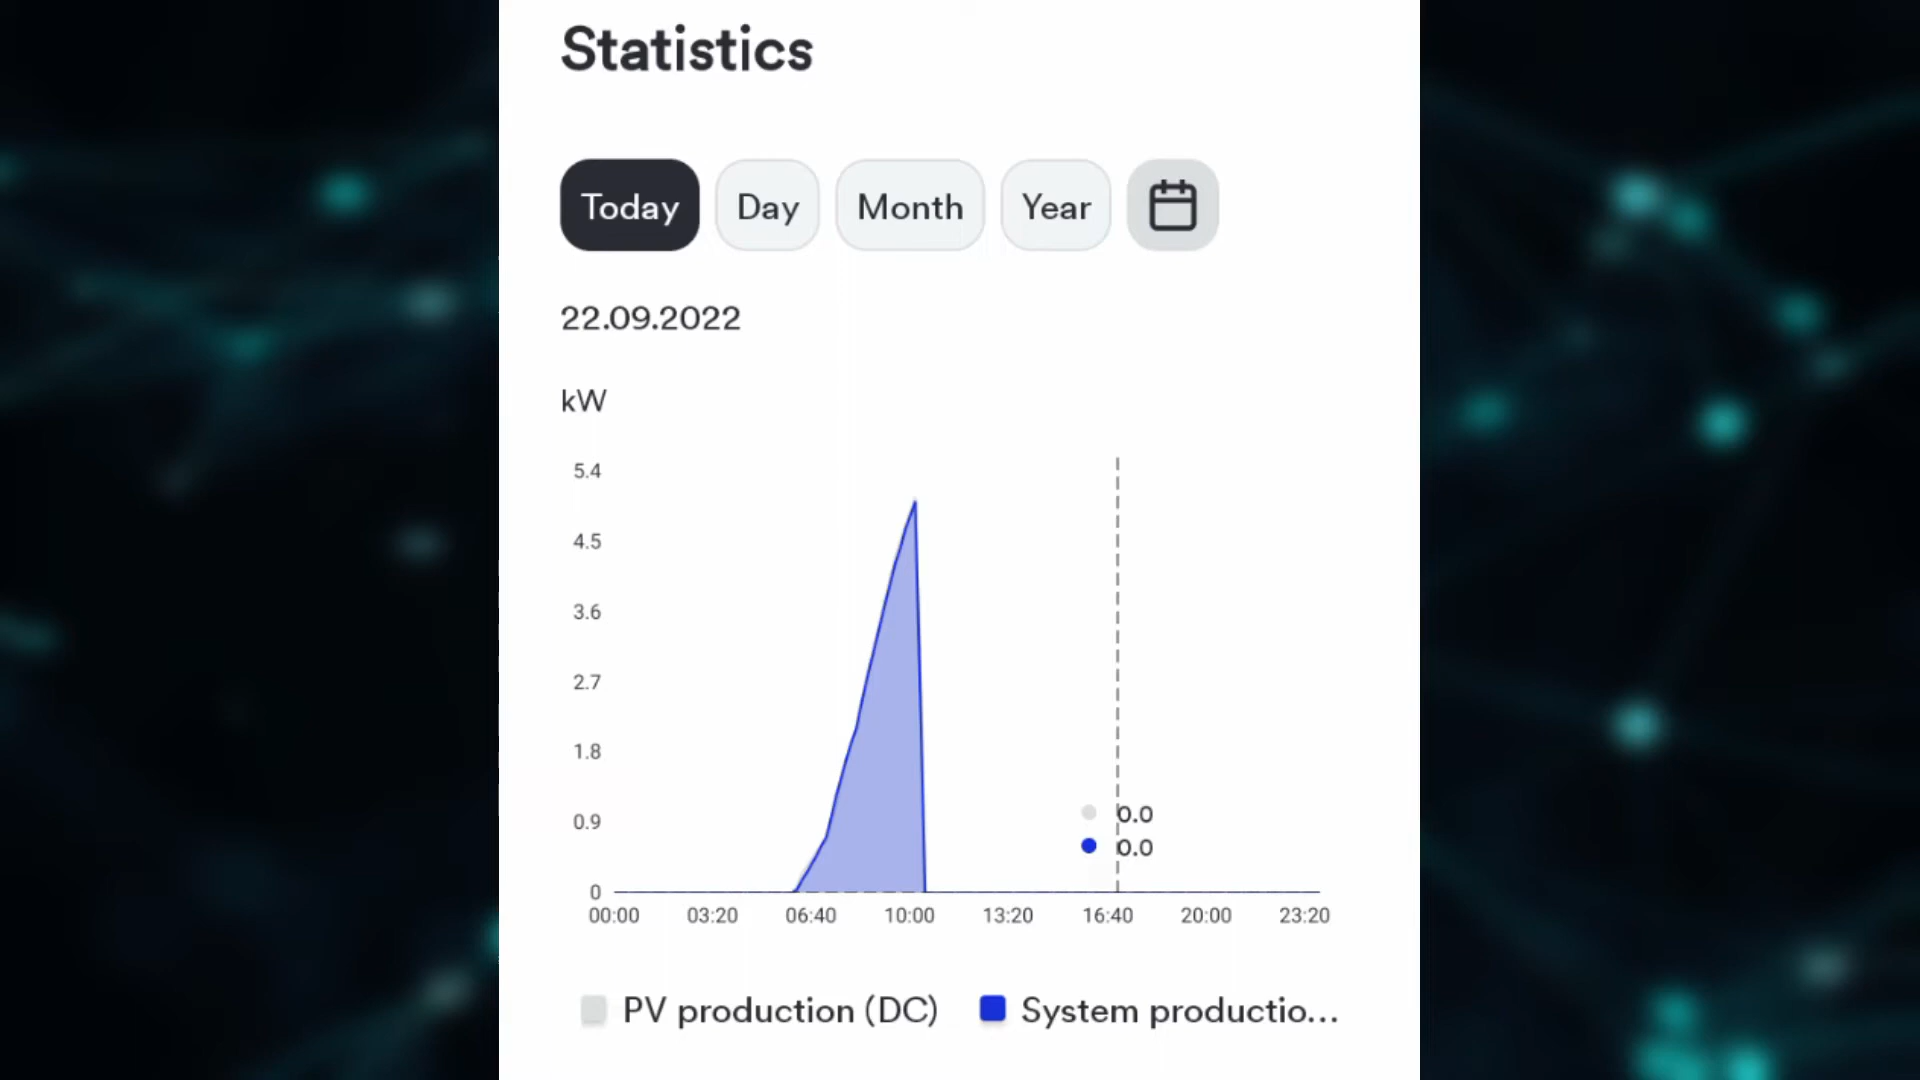 Statistics
Today Day Month Year
22.09.2022
kW
5.4
4.5
3.6
2.7
1.8
0.9
0
0.0
0.0
00:00 03:20 06:40 10:00 13:20 16:40 20:00 23:20
PV production (DC) System productio...